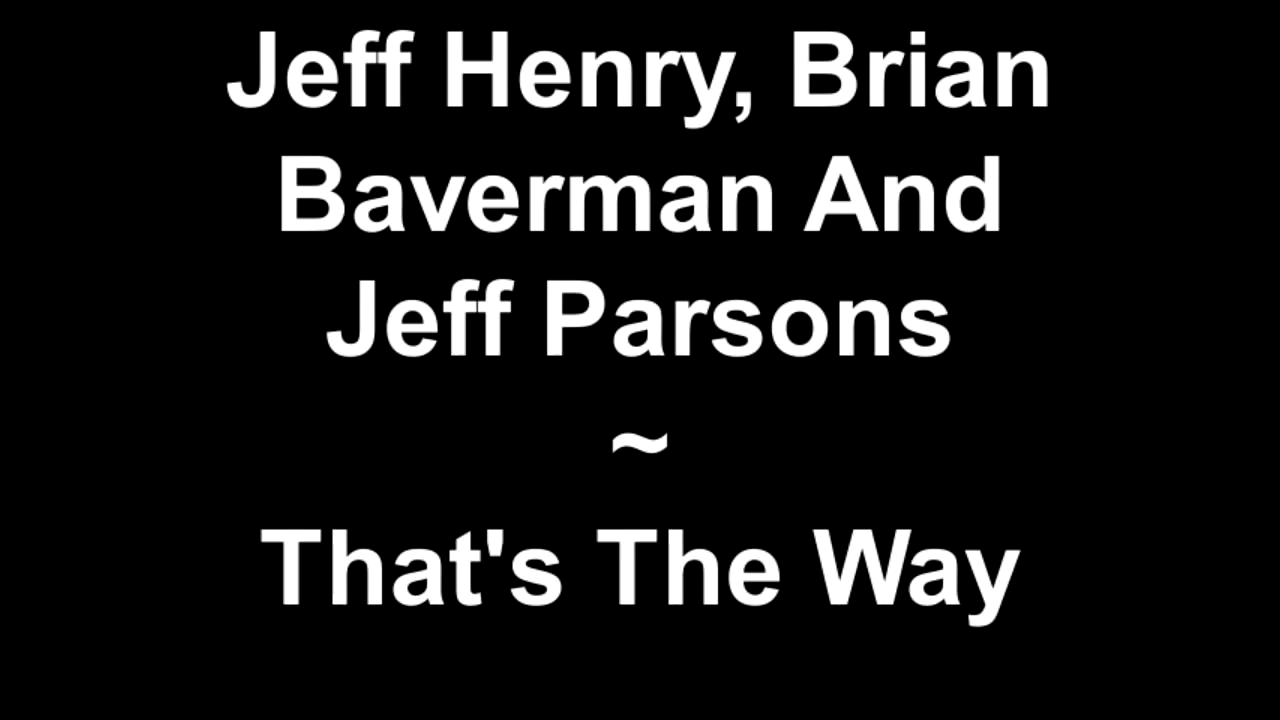 Jeff Henry, Brian
Baverman And
Jeff Parsons
~
That's The Way